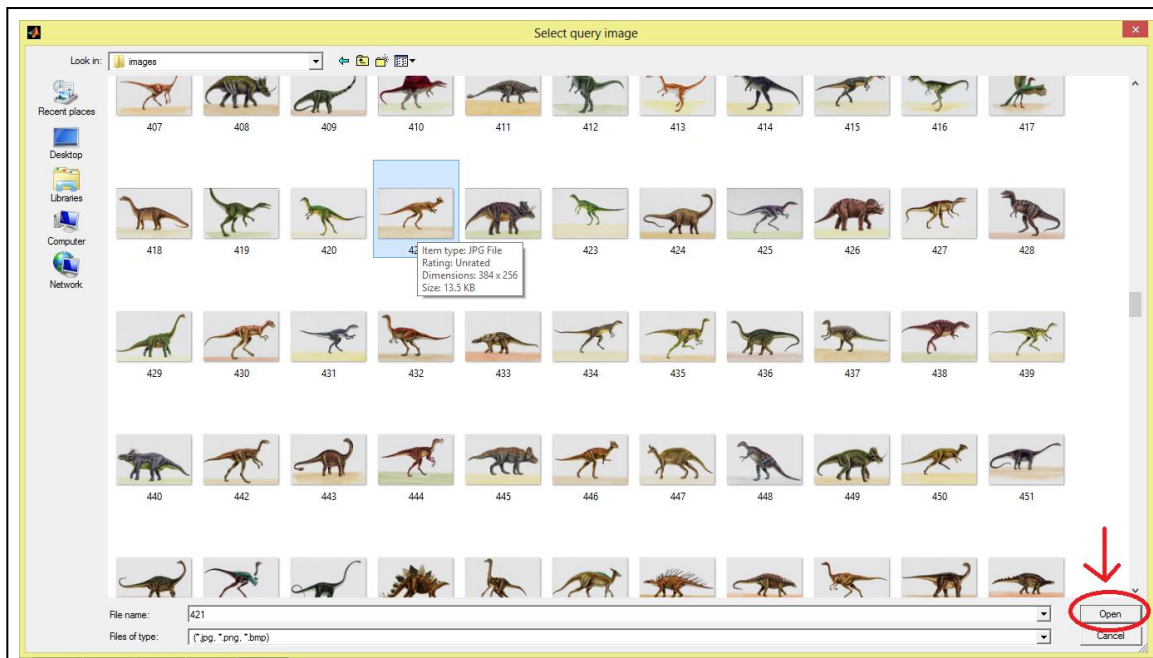 Select query image
Look in: images
Recent places
Desktop
Libraries
Computer
Network
407 408 409 410 411 412 413 414 415 416 417
418 419 420 42 423 424 425 426 427 428
Item type: JPG File
Rating: Unrated
Dimensions: 384 x 256
Size: 13.5 KB
429 430 431 432 433 434 435 436 437 438 439
440 442 443 444 445 446 447 448 449 450 451
File name: 421 Open
Files of type: (*.jpg, *.png, *.bmp) Cancel